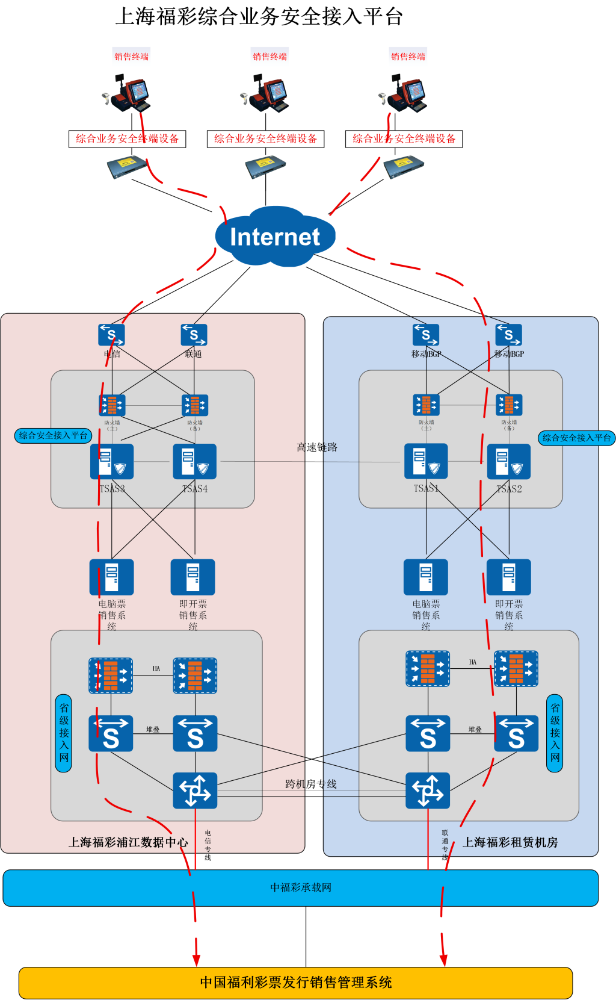 上海福彩综合业务安全接入平台
销售终端
销售终端
销售终端
综合业务安全终端设备
综合业务安全终端设备
综合业务安全终端设备
Internet
S
S
S
S
电信
联通
移动BGP
移动BGP
防火墙
（主）
防火墙
（备）
防火墙
（主）
防火墙
（备）
综合安全接入平台
综合安全接入平台
高速链路
TSAS3
TSAS4
TSAS1
TSAS2
电脑票
销售系
统
即开票
销售系
统
电脑票
销售系
统
即开票
销售系
统
HA
HA
省
级
接
入
网
省
级
接
入
网
S
堆叠
S
S
堆叠
S
跨机房专线
电
信
专
线
联
通
专
线
上海福彩浦江数据中心
上海福彩租赁机房
中福彩承载网
中国福利彩票发行销售管理系统